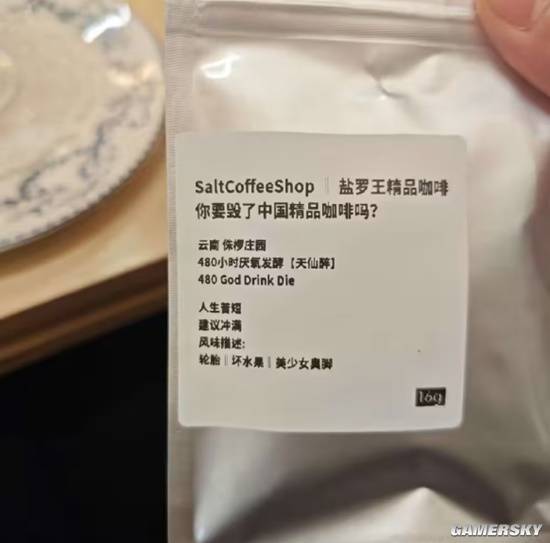 SaltCoffeeShop | 盐罗王精品咖啡
你要毁了中国精品咖啡吗?
云南 侏椤庄园
480小时厌氧发酵【天仙醉】
480 God Drink Die
人生苦短
建议冲满
风味描述:
轮胎 | 坏水果 | 美少女臭脚
16g
GAMERSKY